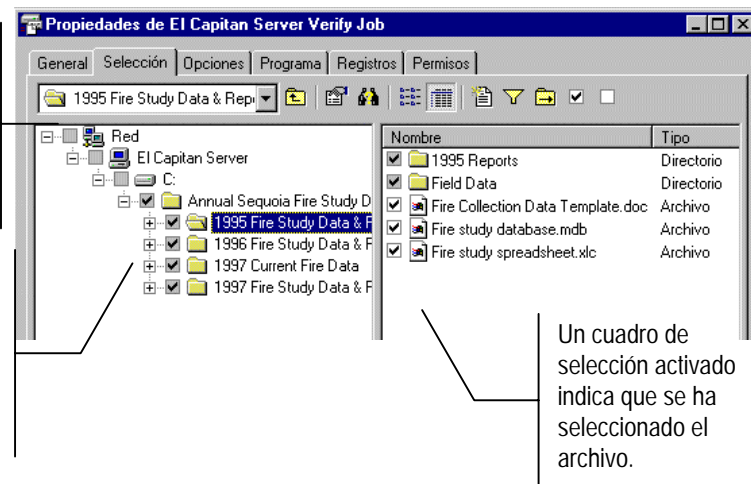 Propiedades de El Capitan Server Verify Job
General Selección Opciones Programa Registros Permisos
1995 Fire Study Data & Rep
Red
El Capitan Server
C:
Annual Sequoia Fire Study D
1995 Fire Study Data & F
1996 Fire Study Data & F
1997 Current Fire Data
1997 Fire Study Data & F
Nombre Tipo
1995 Reports Directorio
Field Data Directorio
Fire Collection Data Template.doc Archivo
Fire study database.mdb Archivo
Fire study spreadsheet.xlc Archivo
Un cuadro de
selección activado
indica que se ha
seleccionado el
archivo.